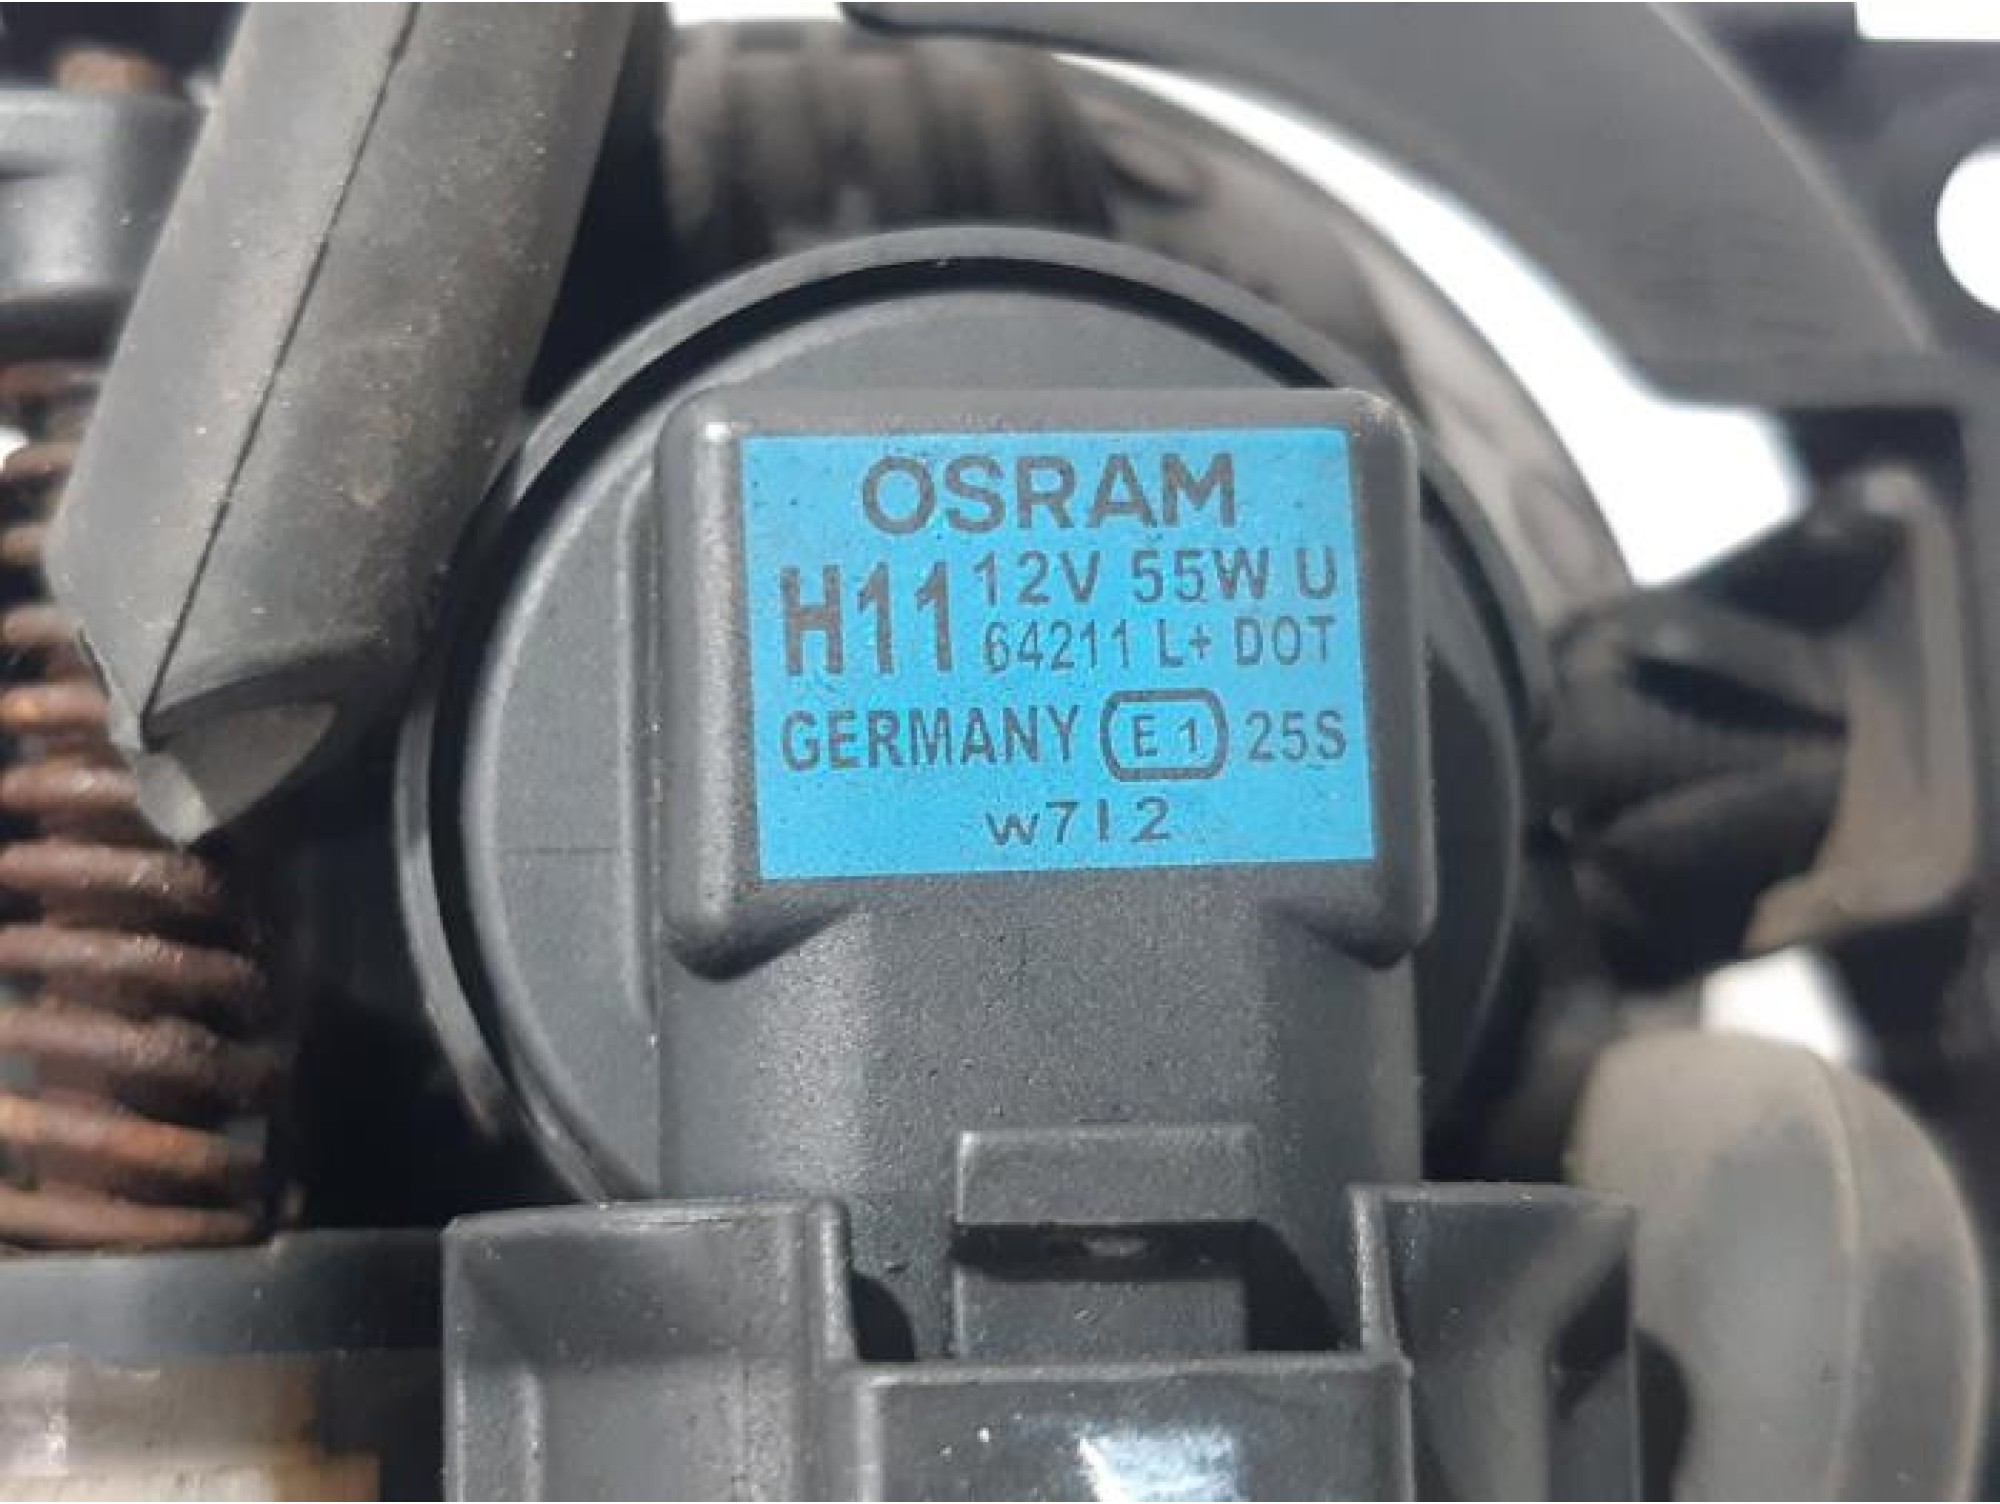 OSRAM
H11 12V 55W U
64211 L+ DOT
GERMANY E1 25S
W712